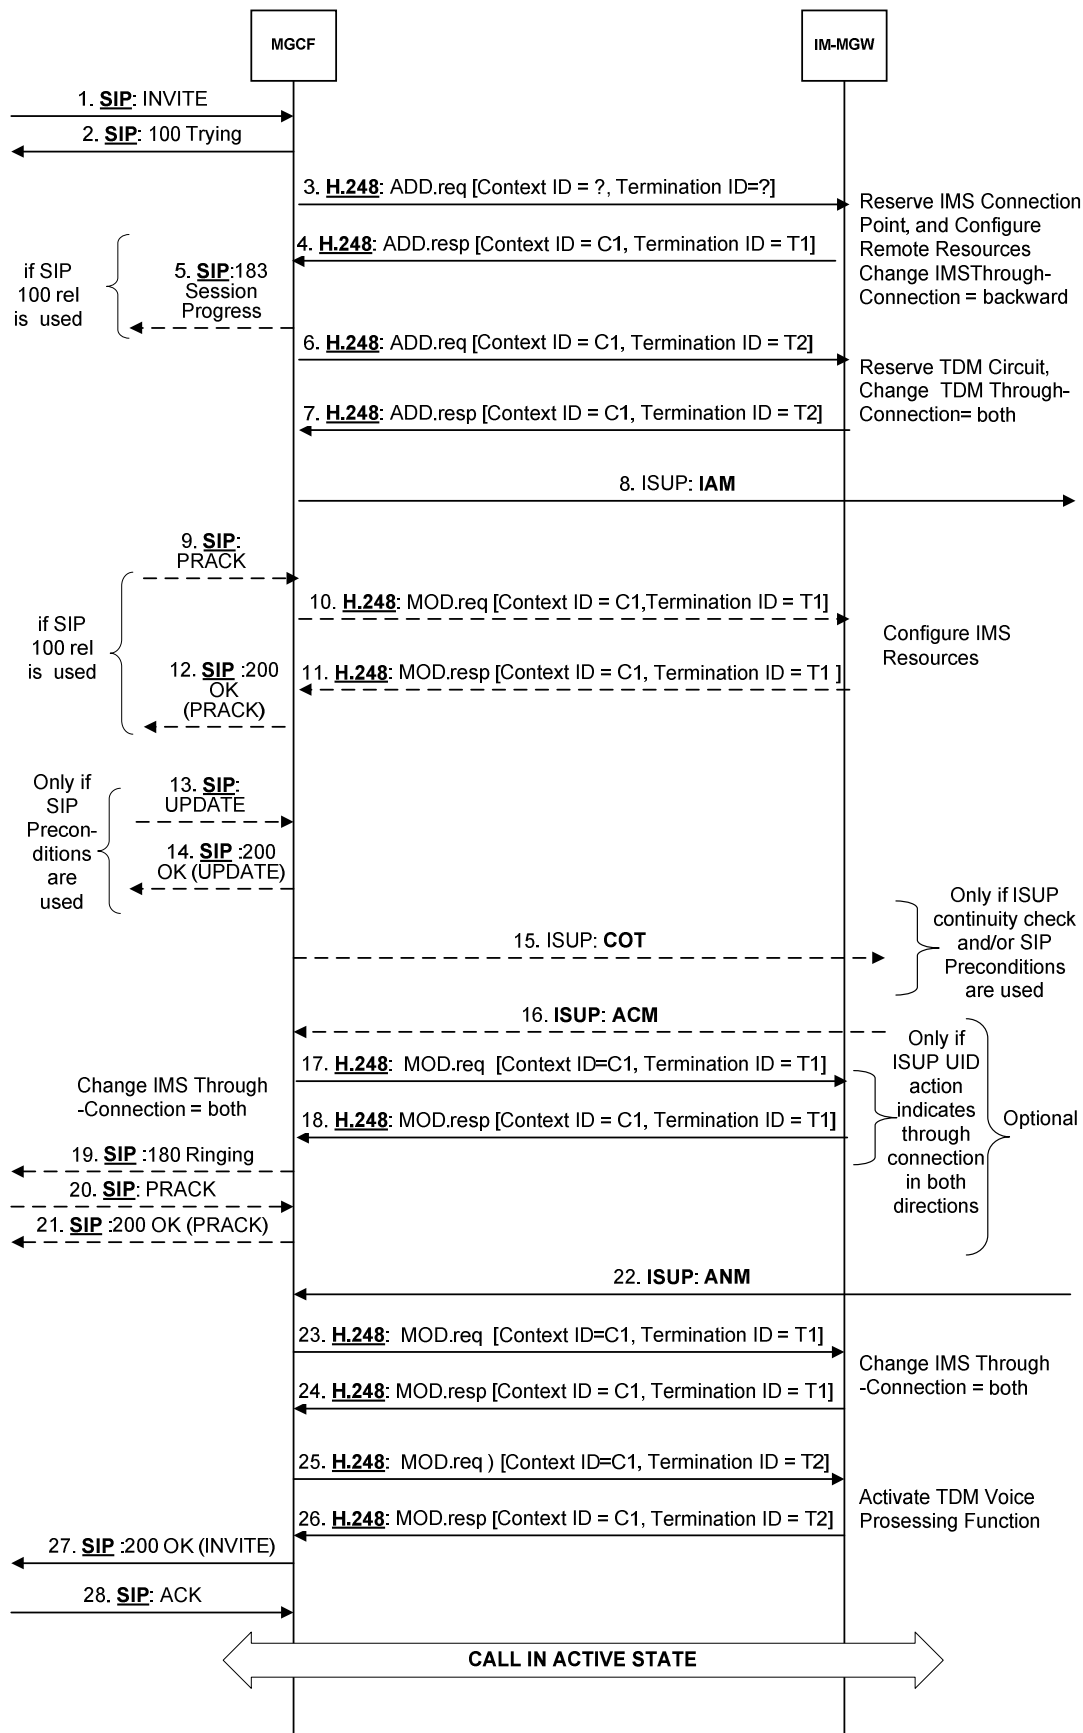 MGCF
IM-MGW
1. SIP: INVITE
2. SIP: 100 Trying
3. H.248: ADD.req [Context ID = ?, Termination ID=?]
Reserve IMS Connection
Point, and Configure
Remote Resources
Change IMSThrough-
Connection = backward
4. H.248: ADD.resp [Context ID = C1, Termination ID = T1]
if SIP
100 rel
is used
5. SIP:183
Session
Progress
6. H.248: ADD.req [Context ID = C1, Termination ID = T2]
Reserve TDM Circuit,
Change TDM Through-
Connection= both
7. H.248: ADD.resp [Context ID = C1, Termination ID = T2]
8. ISUP: IAM
9. SIP:
PRACK
10. H.248: MOD.req [Context ID = C1,Termination ID = T1]
if SIP
100 rel
is used
Configure IMS
Resources
11. H.248: MOD.resp [Context ID = C1, Termination ID = T1 ]
12. SIP :200
OK
(PRACK)
Only if
SIP
Precon-
ditions
are
used
13. SIP:
UPDATE
14. SIP :200
OK (UPDATE)
15. ISUP: COT
Only if ISUP
continuity check
and/or SIP
Preconditions
are used
16. ISUP: ACM
17. H.248: MOD.req [Context ID=C1, Termination ID = T1]
Only if
ISUP UID
action
indicates
through
connection
in both
directions
Optional
Change IMS Through
-Connection = both
18. H.248: MOD.resp [Context ID = C1, Termination ID = T1]
19. SIP :180 Ringing
20. SIP: PRACK
21. SIP :200 OK (PRACK)
22. ISUP: ANM
23. H.248: MOD.req [Context ID=C1, Termination ID = T1]
Change IMS Through
-Connection = both
24. H.248: MOD.resp [Context ID = C1, Termination ID = T1]
25. H.248: MOD.req ) [Context ID=C1, Termination ID = T2]
Activate TDM Voice
Prosessing Function
26. H.248: MOD.resp [Context ID = C1, Termination ID = T2]
27. SIP :200 OK (INVITE)
28. SIP: ACK
CALL IN ACTIVE STATE